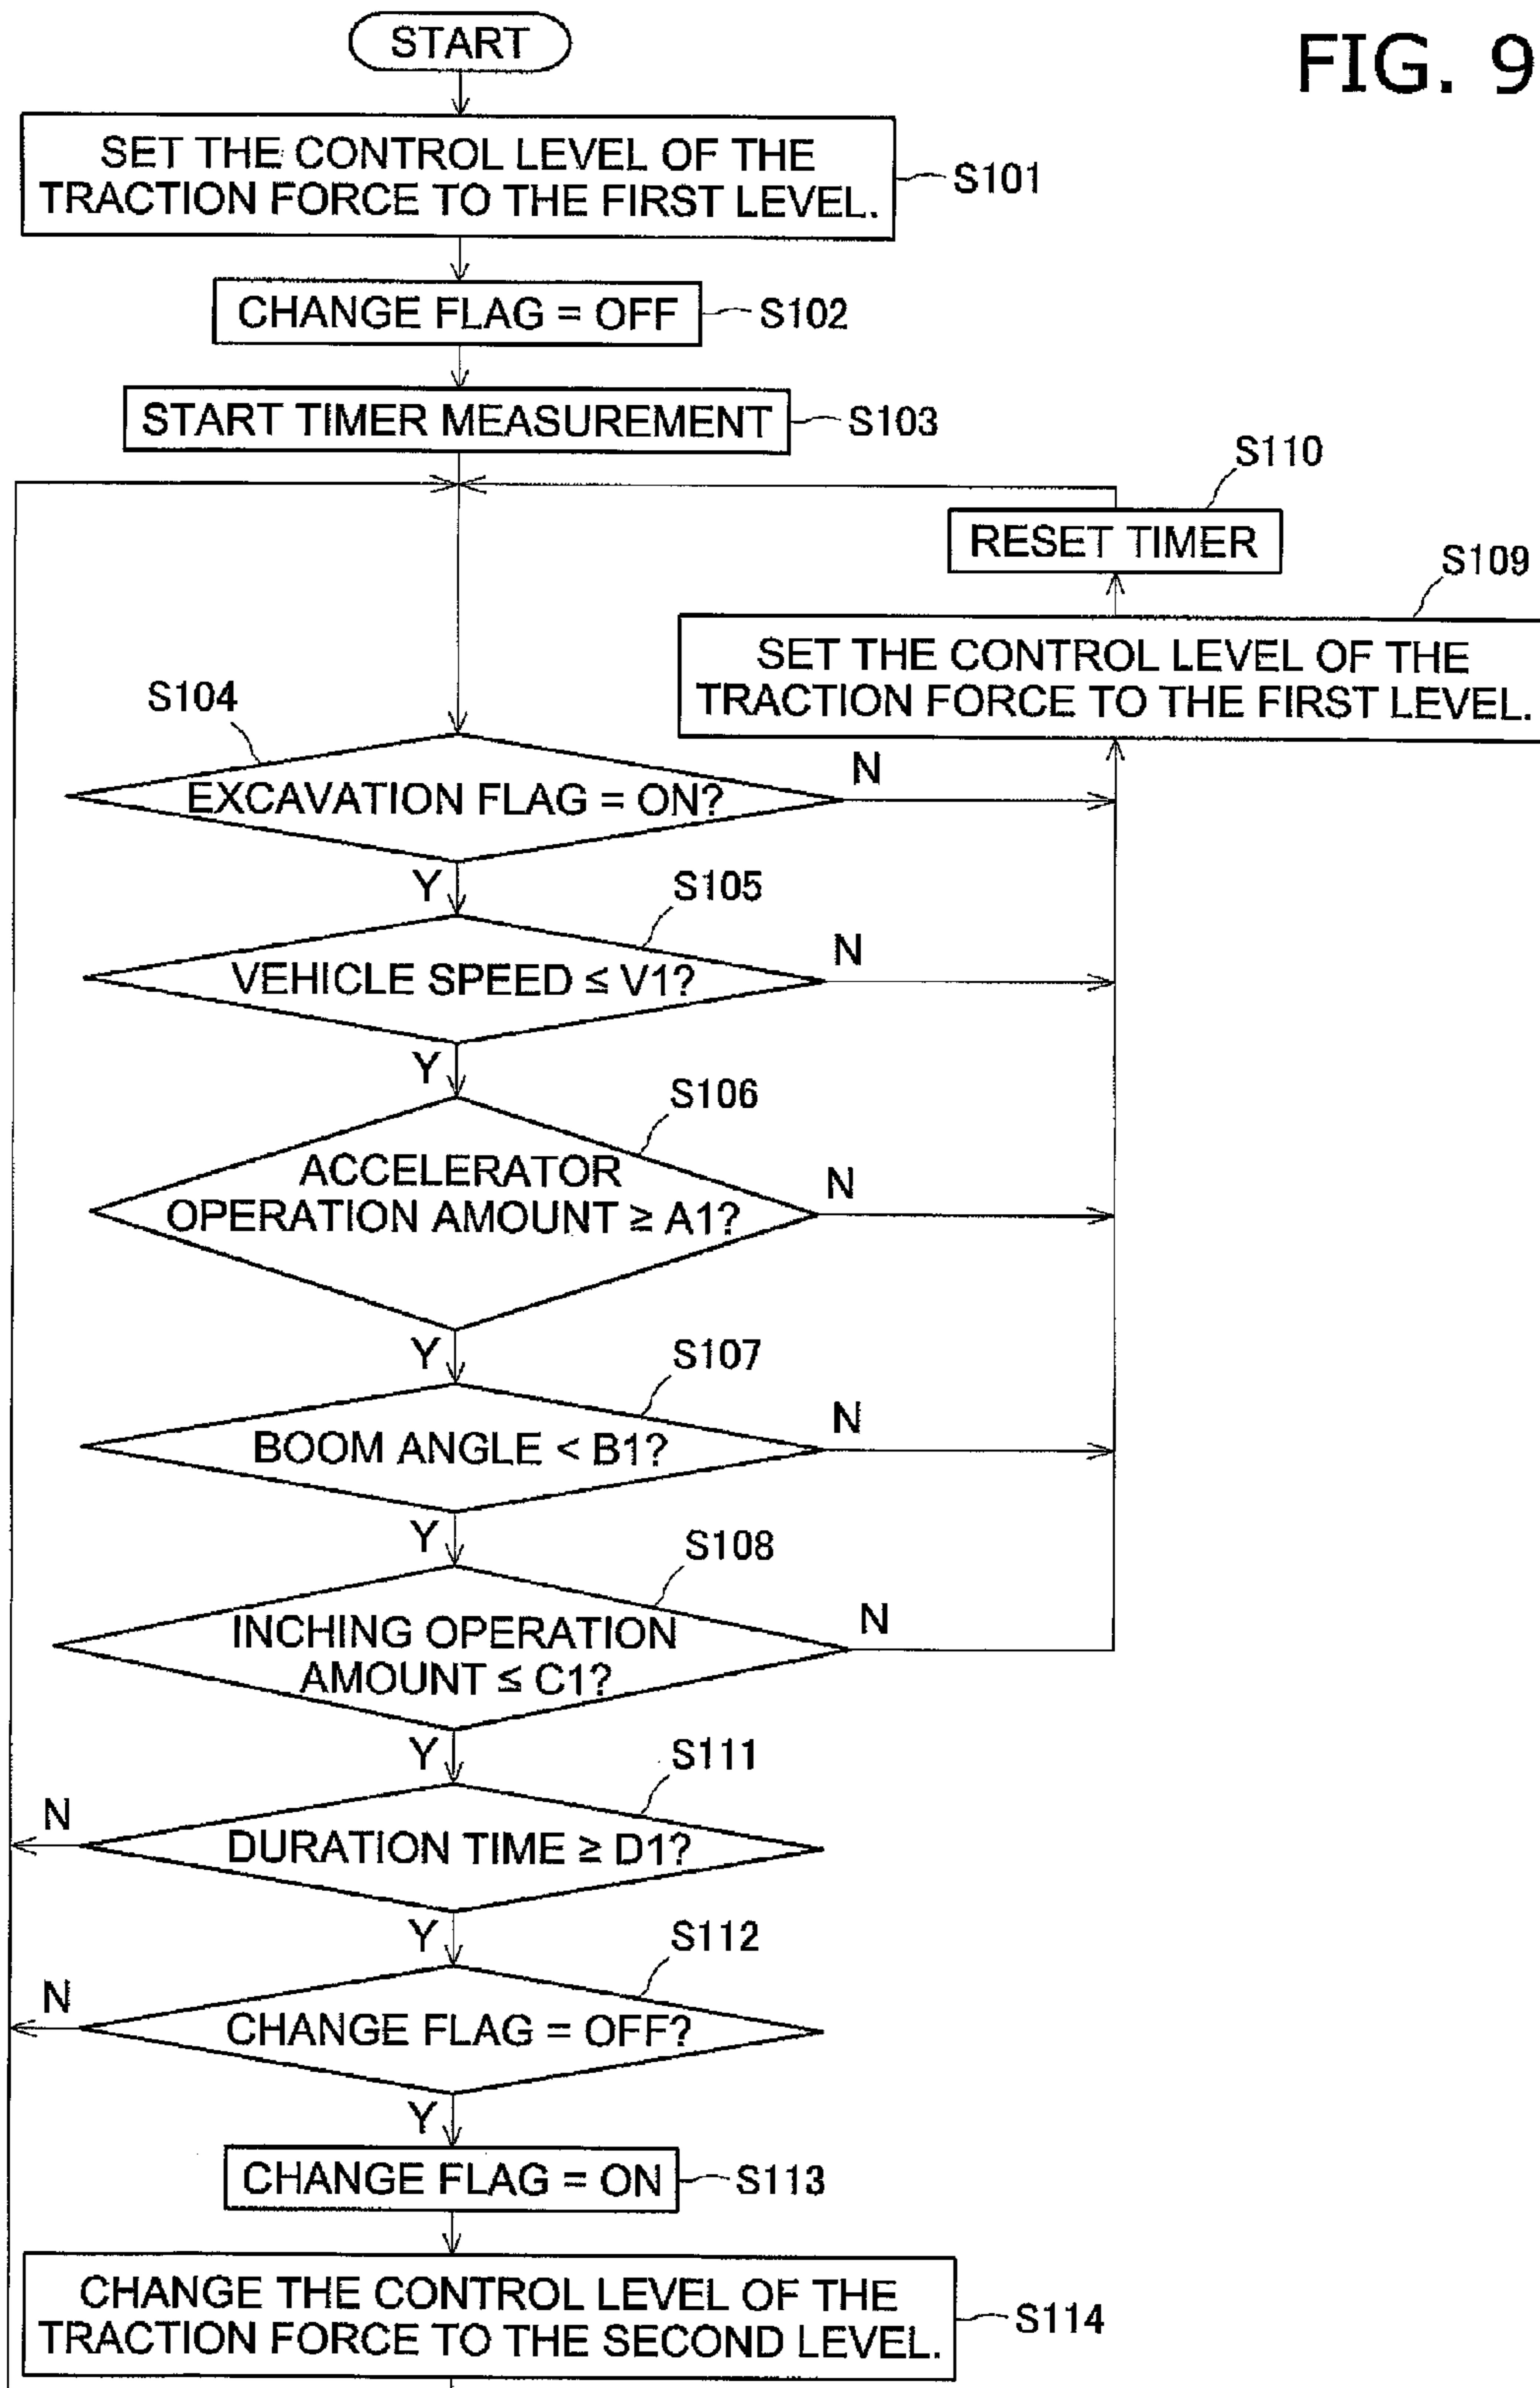 FIG. 9
START
SET THE CONTROL LEVEL OF THE
TRACTION FORCE TO THE FIRST LEVEL.
S101
CHANGE FLAG = OFF
S102
START TIMER MEASUREMENT
S103
S110
RESET TIMER
S109
SET THE CONTROL LEVEL OF THE
TRACTION FORCE TO THE FIRST LEVEL.
S104
EXCAVATION FLAG = ON?
N
Y
S105
VEHICLE SPEED ≤ V1?
N
Y
S106
ACCELERATOR
OPERATION AMOUNT ≥ A1?
N
Y
S107
BOOM ANGLE < B1?
N
Y
S108
INCHING OPERATION
AMOUNT ≤ C1?
N
Y
S111
N
DURATION TIME ≥ D1?
Y
S112
N
CHANGE FLAG = OFF?
Y
CHANGE FLAG = ON
S113
CHANGE THE CONTROL LEVEL OF THE
TRACTION FORCE TO THE SECOND LEVEL.
S114